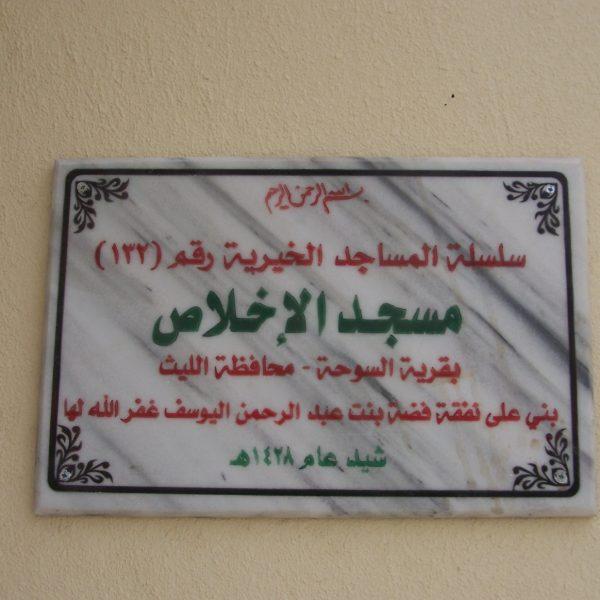 بسم الله الرحمن الرحيم
سلسلة المساجد الخيرية رقم (١٣٢)
مسجد الإخلاص
بقرية السوحة - محافظة الليث
بني على نفقة فضة بنت عبد الرحمن اليوسف غفر الله لها
شيد عام ١٤٢٨هـ